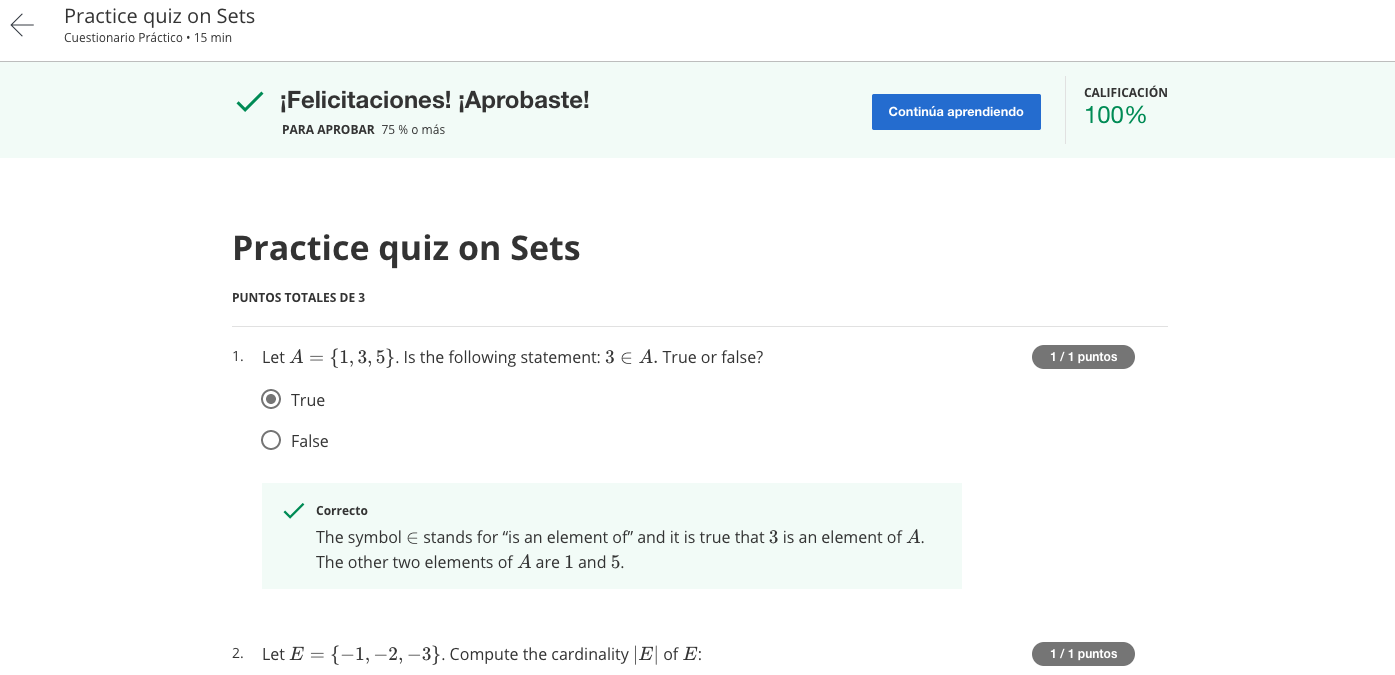 Practice quiz on Sets
Cuestionario Práctico • 15 min
¡Felicitaciones! ¡Aprobaste!
PARA APROBAR 75 % o más
Continúa aprendiendo
CALIFICACIÓN
100%
Practice quiz on Sets
PUNTOS TOTALES DE 3
1. Let A = {1, 3, 5}. Is the following statement: 3 ∈ A. True or false?
1 / 1 puntos
True
False
Correcto
The symbol ∈ stands for “is an element of” and it is true that 3 is an element of A.
The other two elements of A are 1 and 5.
2. Let E = {−1, −2, −3}. Compute the cardinality |E| of E:
1 / 1 puntos